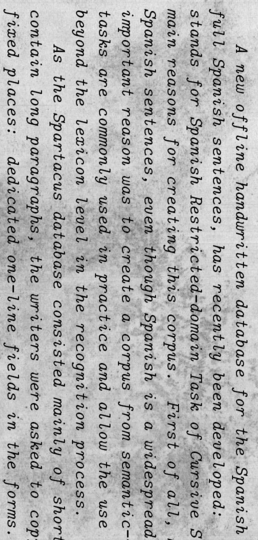 A new offline handwritten database for the Spanish
full Spanish sentences, has recently been developed:
stands for Spanish Restricted-domain Task of Cursive S
main reasons for creating this corpus. First of all,
Spanish sentences, even though Spanish is a widespread
important reason was to create a corpus from semantic-
tasks are commonly used in practice and allow the use
beyond the lexicon level in the recognition process.
As the Spartacus database consisted mainly of short
contain long paragraphs, the writers were asked to cop
fixed places: dedicated one-line fields in the forms.